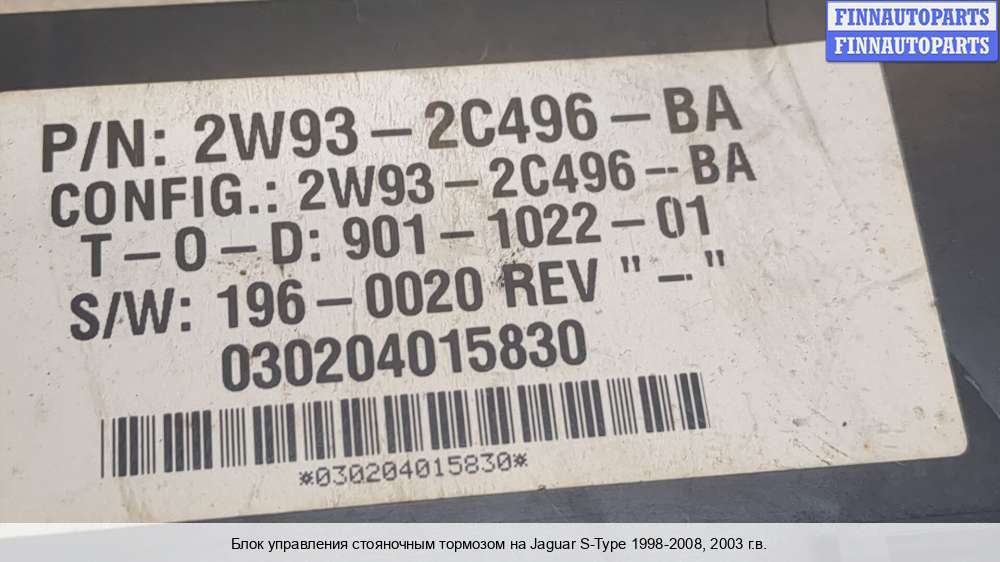 FINNAUTOPARTS
FINNAUTOPARTS
P/N: 2W93-2C496-BA
CONFIG.: 2W93-2C496-BA
T-O-D: 901-1022-01
S/W: 196-0020 REV "-"
030204015830
*030204015830*
Блок управления стояночным тормозом на Jaguar S-Type 1998-2008, 2003 г.в.